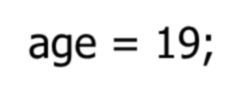 age = 19;